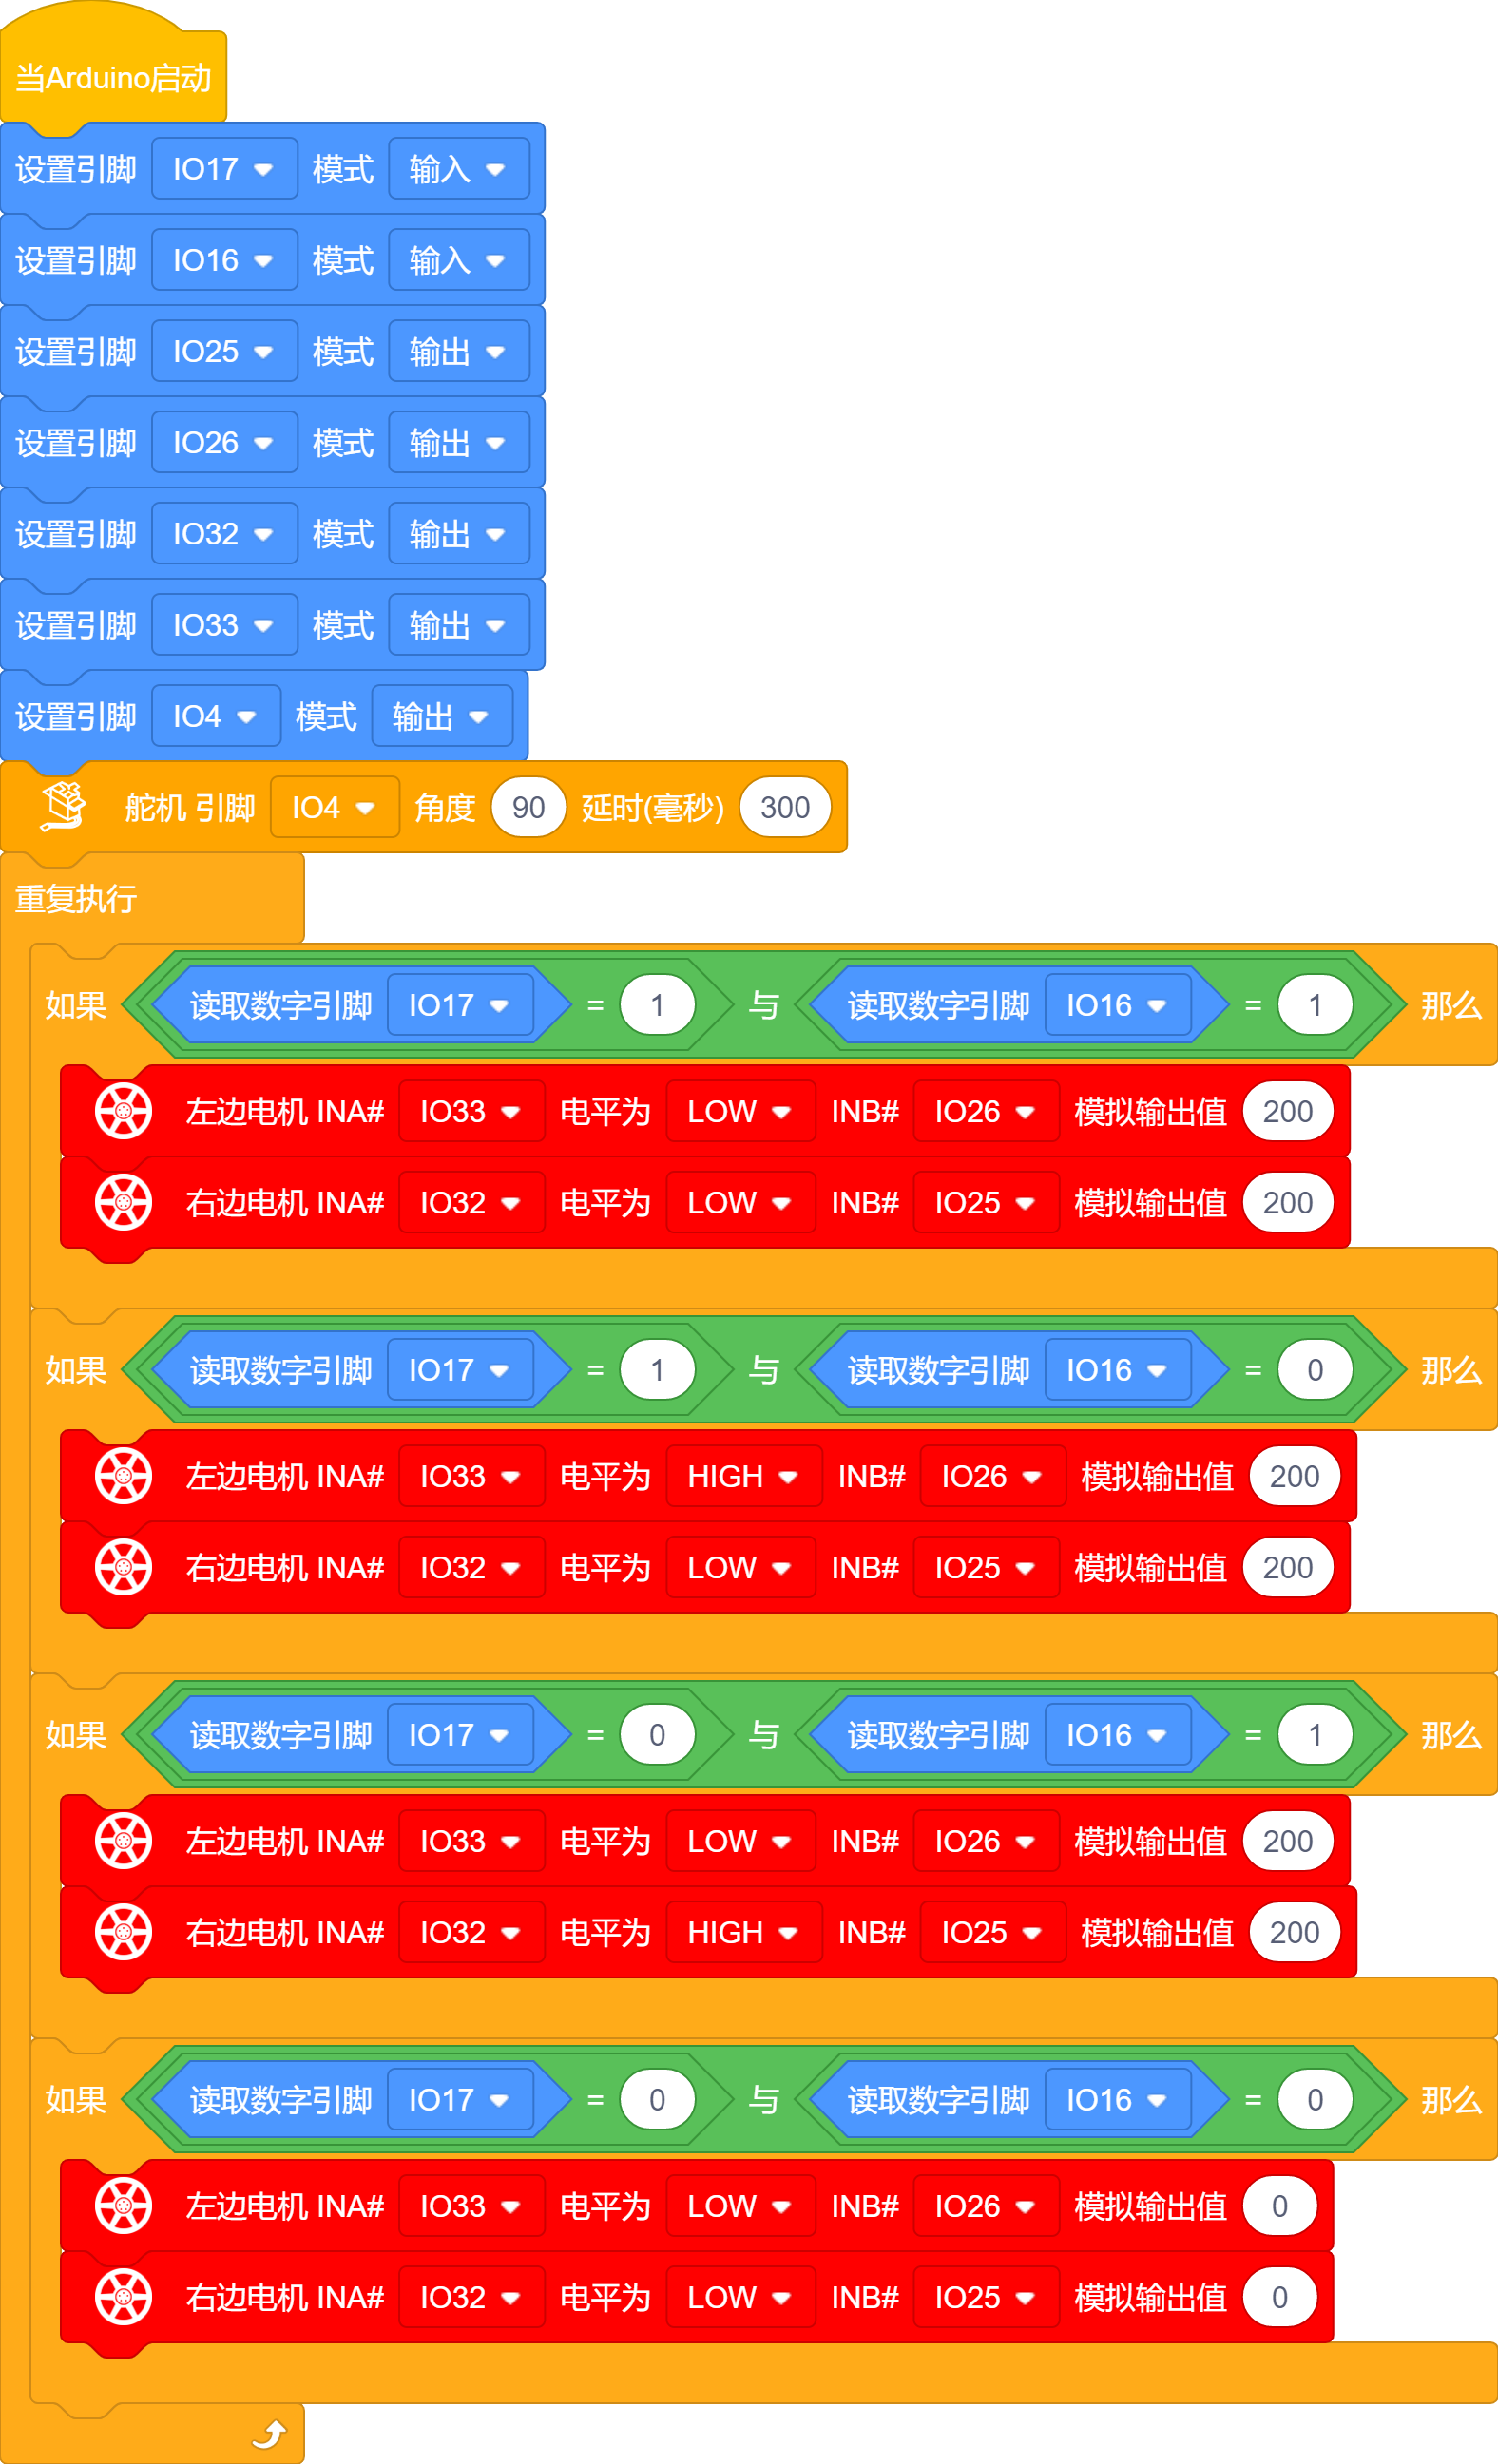 当Arduino启动
设置引脚 IO17 模式 输入
设置引脚 IO16 模式 输入
设置引脚 IO25 模式 输出
设置引脚 IO26 模式 输出
设置引脚 IO32 模式 输出
设置引脚 IO33 模式 输出
设置引脚 IO4 模式 输出
舵机 引脚 IO4 角度 90 延时(毫秒) 300
重复执行
如果 读取数字引脚 IO17 = 1 与 读取数字引脚 IO16 = 1 那么
左边电机 INA# IO33 电平为 LOW INB# IO26 模拟输出值 200
右边电机 INA# IO32 电平为 LOW INB# IO25 模拟输出值 200
如果 读取数字引脚 IO17 = 1 与 读取数字引脚 IO16 = 0 那么
左边电机 INA# IO33 电平为 HIGH INB# IO26 模拟输出值 200
右边电机 INA# IO32 电平为 LOW INB# IO25 模拟输出值 200
如果 读取数字引脚 IO17 = 0 与 读取数字引脚 IO16 = 1 那么
左边电机 INA# IO33 电平为 LOW INB# IO26 模拟输出值 200
右边电机 INA# IO32 电平为 HIGH INB# IO25 模拟输出值 200
如果 读取数字引脚 IO17 = 0 与 读取数字引脚 IO16 = 0 那么
左边电机 INA# IO33 电平为 LOW INB# IO26 模拟输出值 0
右边电机 INA# IO32 电平为 LOW INB# IO25 模拟输出值 0